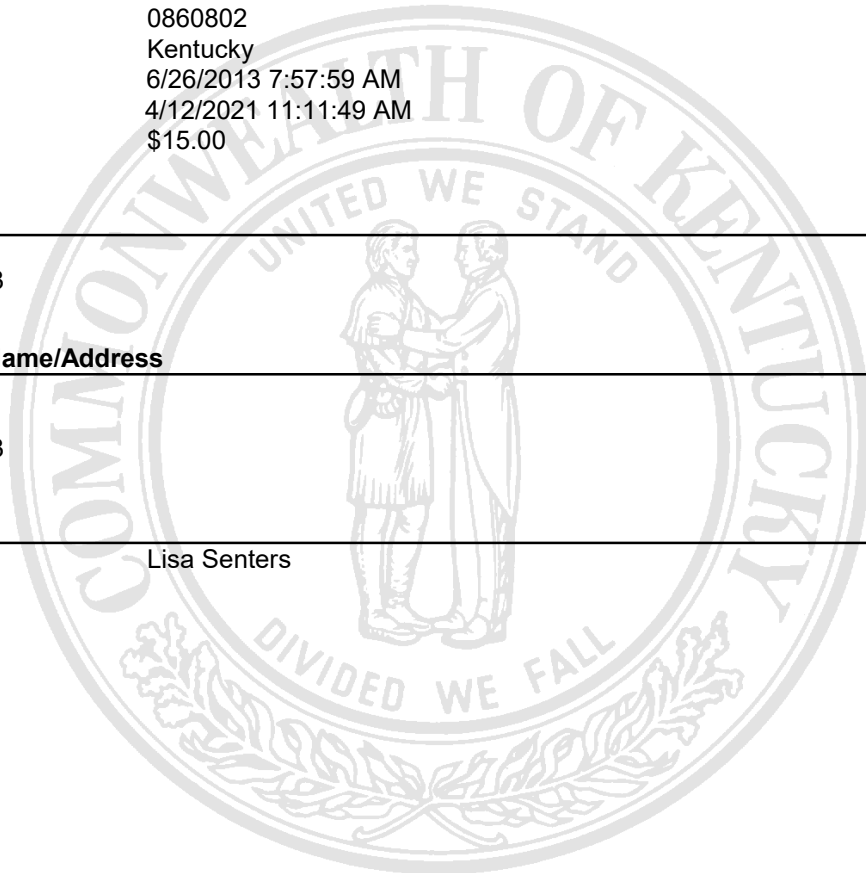 0860802
Kentucky
6/26/2013 7:57:59 AM
4/12/2021 11:11:49 AM
$15.00
COMMONWEALTH OF KENTUCKY
UNITED WE STAND
ame/Address
Lisa Senters
DIVIDED WE FALL